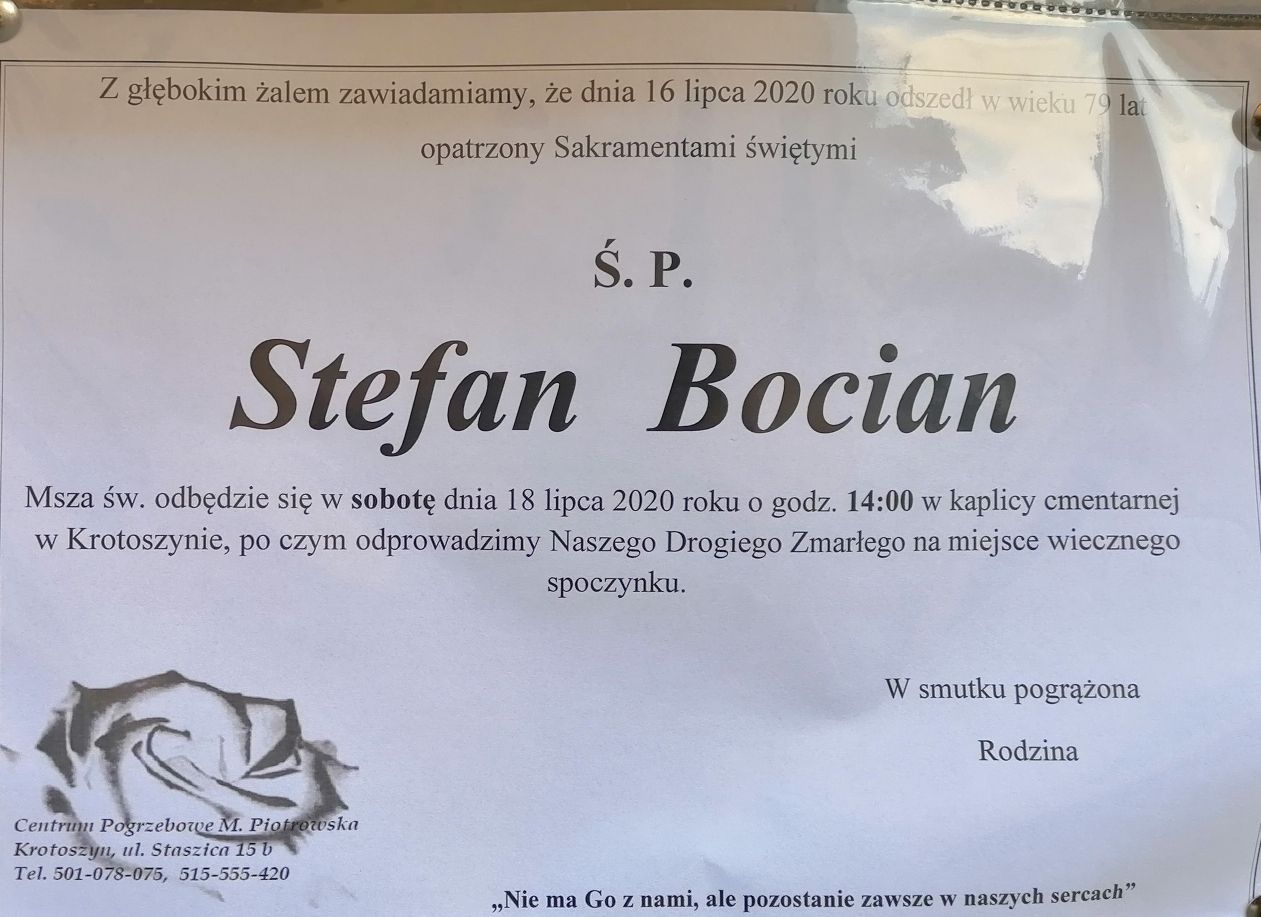 Z głębokim żalem zawiadamiamy, że dnia 16 lipca 2020 roku odszedł w wieku 79 lat
opatrzony Sakramentami świętymi
Ś. P.
Stefan Bocian
Msza św. odbędzie się w sobotę dnia 18 lipca 2020 roku o godz. 14:00 w kaplicy cmentarnej
w Krotoszynie, po czym odprowadzimy Naszego Drogiego Zmarłego na miejsce wiecznego
spoczynku.
W smutku pogrążona
Rodzina
Centrum Pogrzebowe M. Piotrowska
Krotoszyn, ul. Staszica 15 b
Tel. 501-078-075, 515-555-420
„Nie ma Go z nami, ale pozostanie zawsze w naszych sercach”